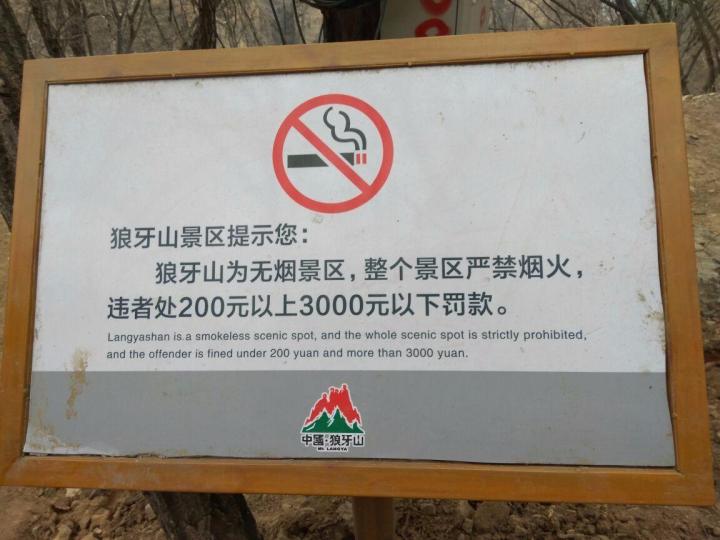 狼牙山景区提示您：
狼牙山为无烟景区，整个景区严禁烟火，
违者处200元以上3000元以下罚款。
Langyashan is a smokeless scenic spot, and the whole scenic spot is strictly prohibited,
and the offender is fined under 200 yuan and more than 3000 yuan.
中國·狼牙山
Mt. LANGYA